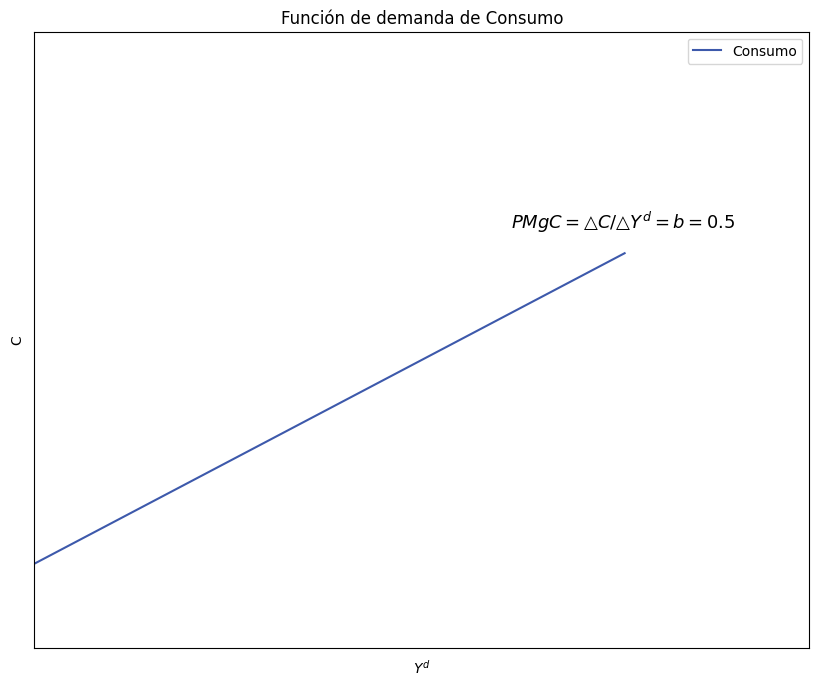 Función de demanda de Consumo
Consumo
PMgC = △C/△Y^d = b = 0.5
C
Y^d